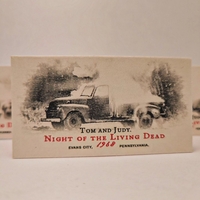 Tom and Judy.
Night of the Living Dead
Evans City, 1968 Pennsylvania,